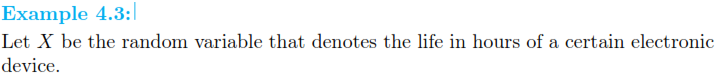 Example 4.3:
Let X be the random variable that denotes the life in hours of a certain electronic
device.